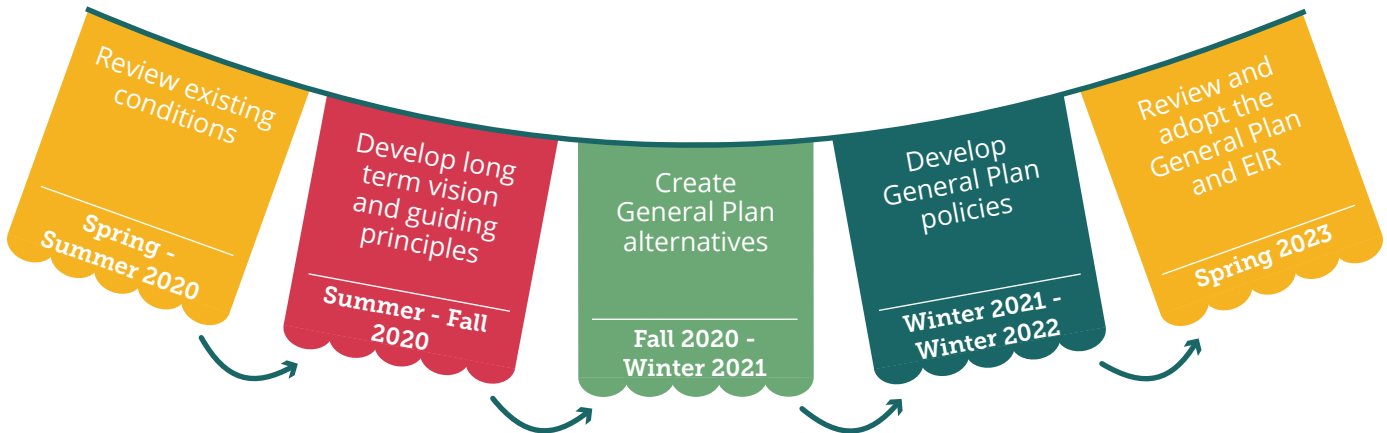 Review existing
conditions
Spring -
Summer 2020
Develop long
term vision
and guiding
principles
Summer - Fall
2020
Create
General Plan
alternatives
Fall 2020 -
Winter 2021
Develop
General Plan
policies
Winter 2021 -
Winter 2022
Review and
adopt the
General Plan
and EIR
Spring 2023